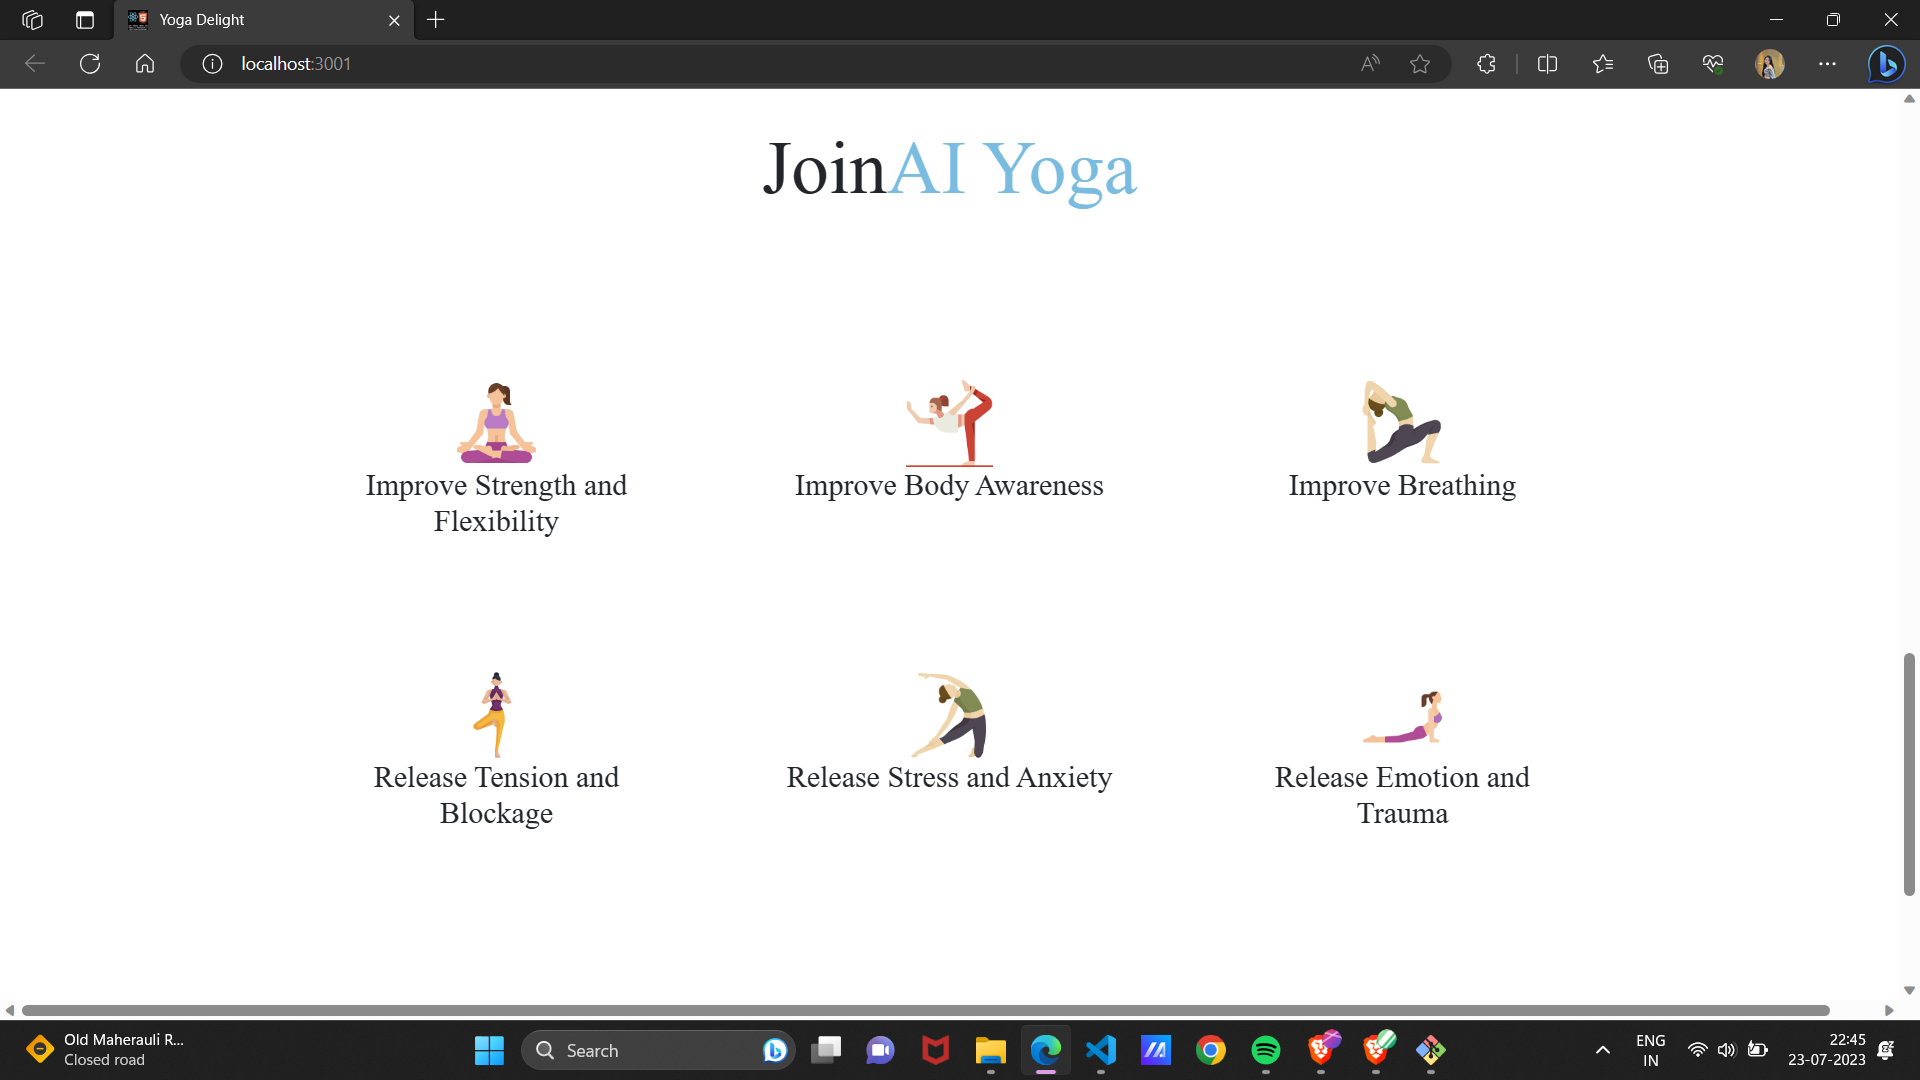 Yoga Delight
localhost:3001
JoinAI Yoga
Improve Strength and
Flexibility
Improve Body Awareness
Improve Breathing
Release Tension and
Blockage
Release Stress and Anxiety
Release Emotion and
Trauma
Old Maherauli R...
Closed road
Search
ENG
IN
22:45
23-07-2023